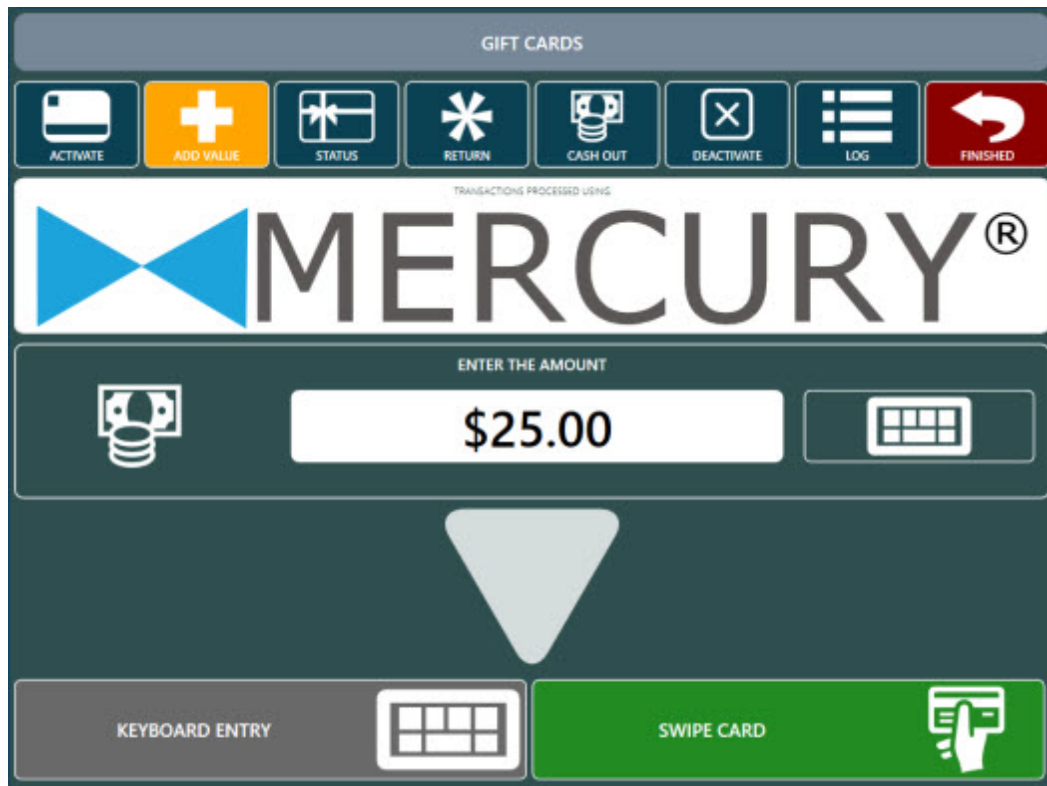 GIFT CARDS
ACTIVATE
ADD VALUE
STATUS
RETURN
CASH OUT
DEACTIVATE
LOG
FINISHED
TRANSACTIONS PROCESSED USING
MERCURY®
ENTER THE AMOUNT
$25.00
KEYBOARD ENTRY
SWIPE CARD